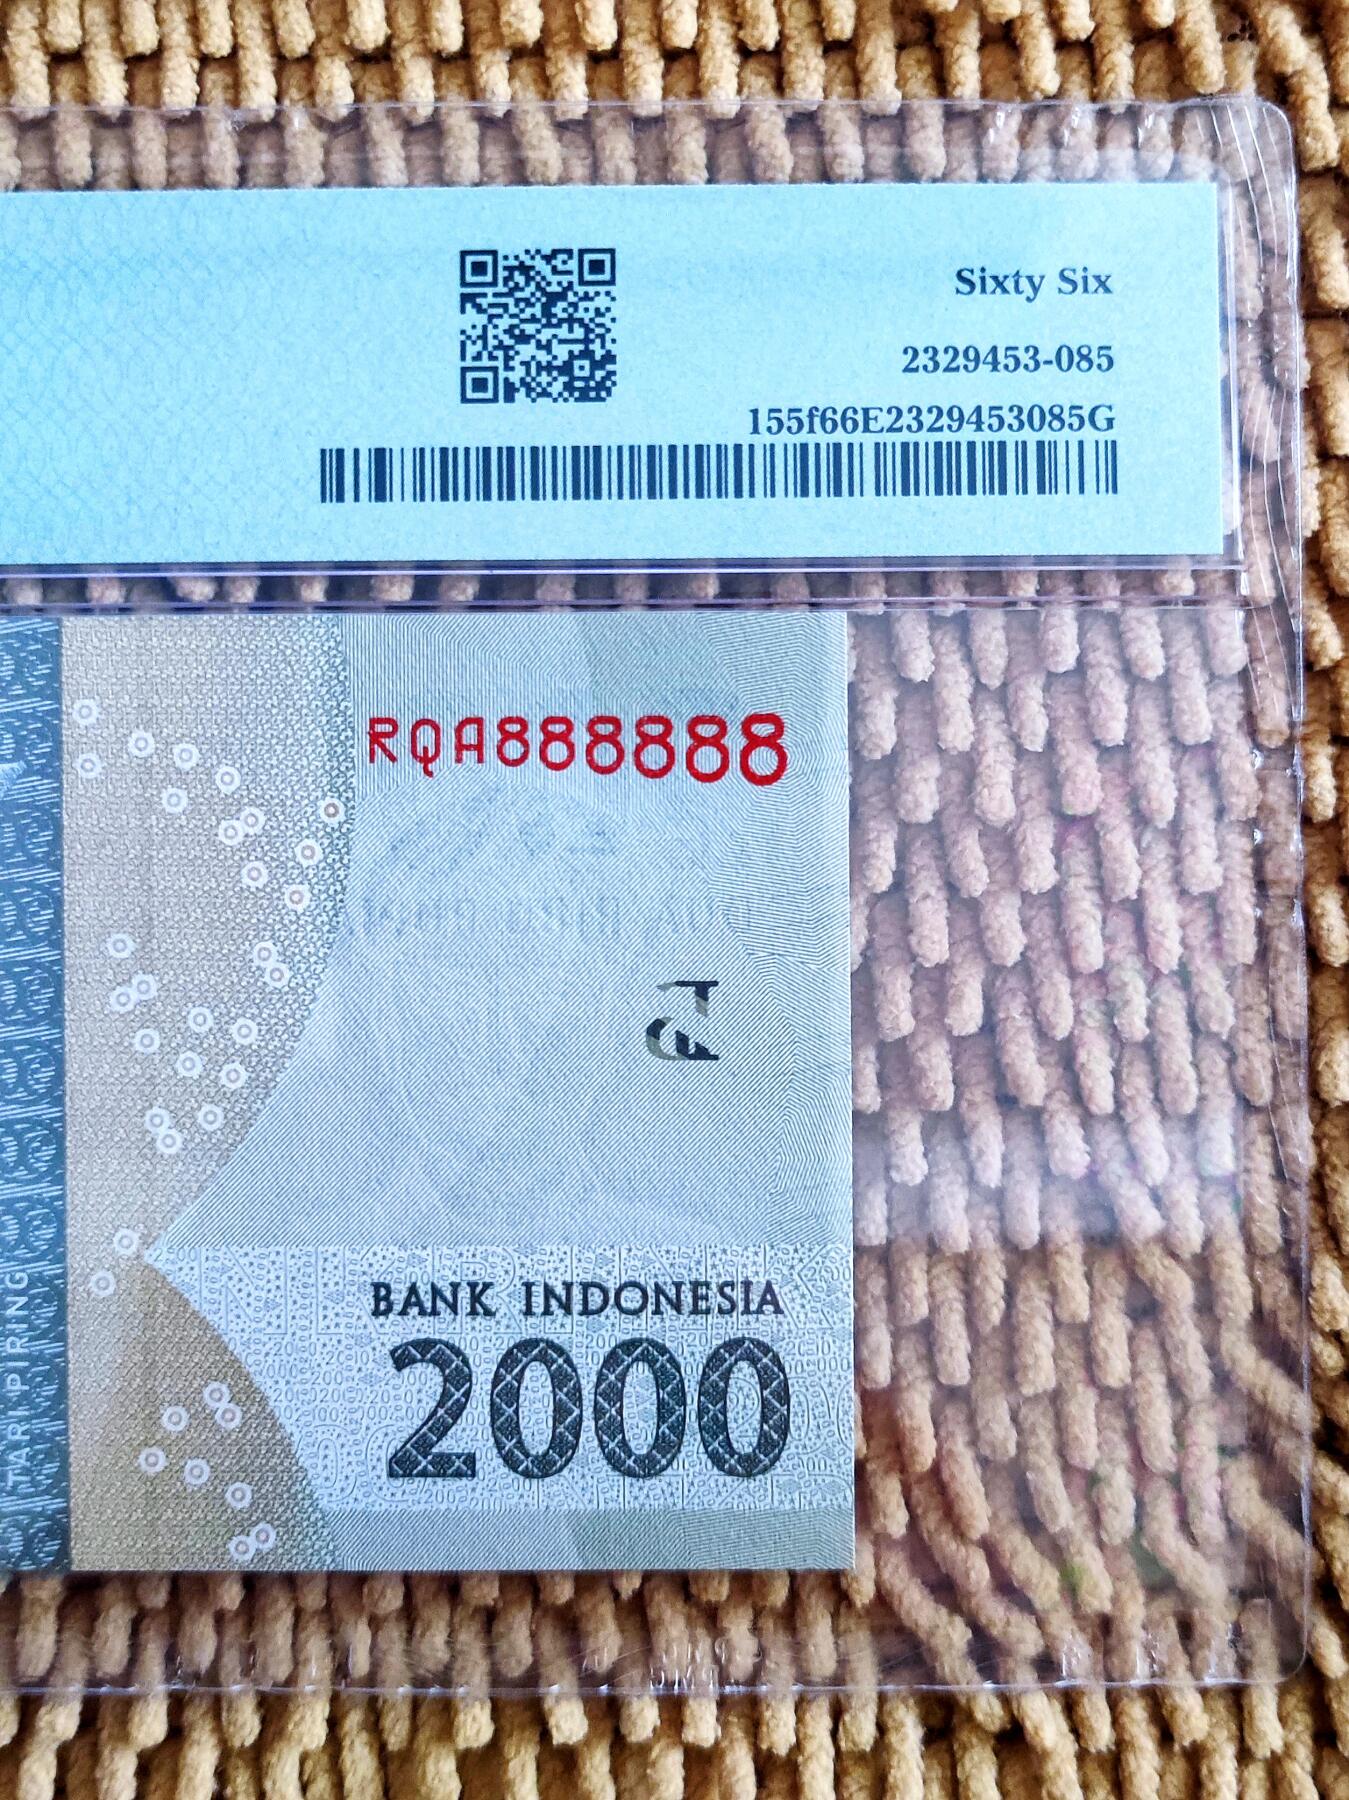 Sixty Six
2329453-085
155f66E2329453085G
RQA888888
BANK INDONESIA
2000
TARI PIRING